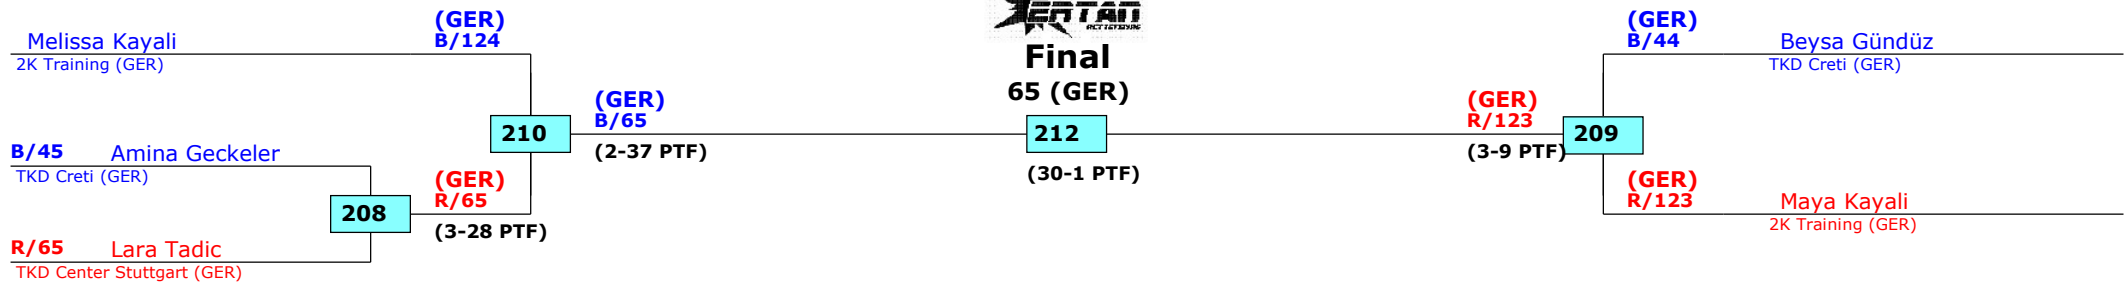 (GER)
B/124
Melissa Kayali
2K Training (GER)
B/45 Amina Geckeler
TKD Creti (GER)
R/65 Lara Tadic
TKD Center Stuttgart (GER)
208
(GER)
R/65
(3-28 PTF)
210
(GER)
B/65
(2-37 PTF)
Final
65 (GER)
212
(30-1 PTF)
(GER)
R/123
(3-9 PTF)
209
(GER)
B/44
Beysa Gündüz
TKD Creti (GER)
(GER)
R/123
Maya Kayali
2K Training (GER)